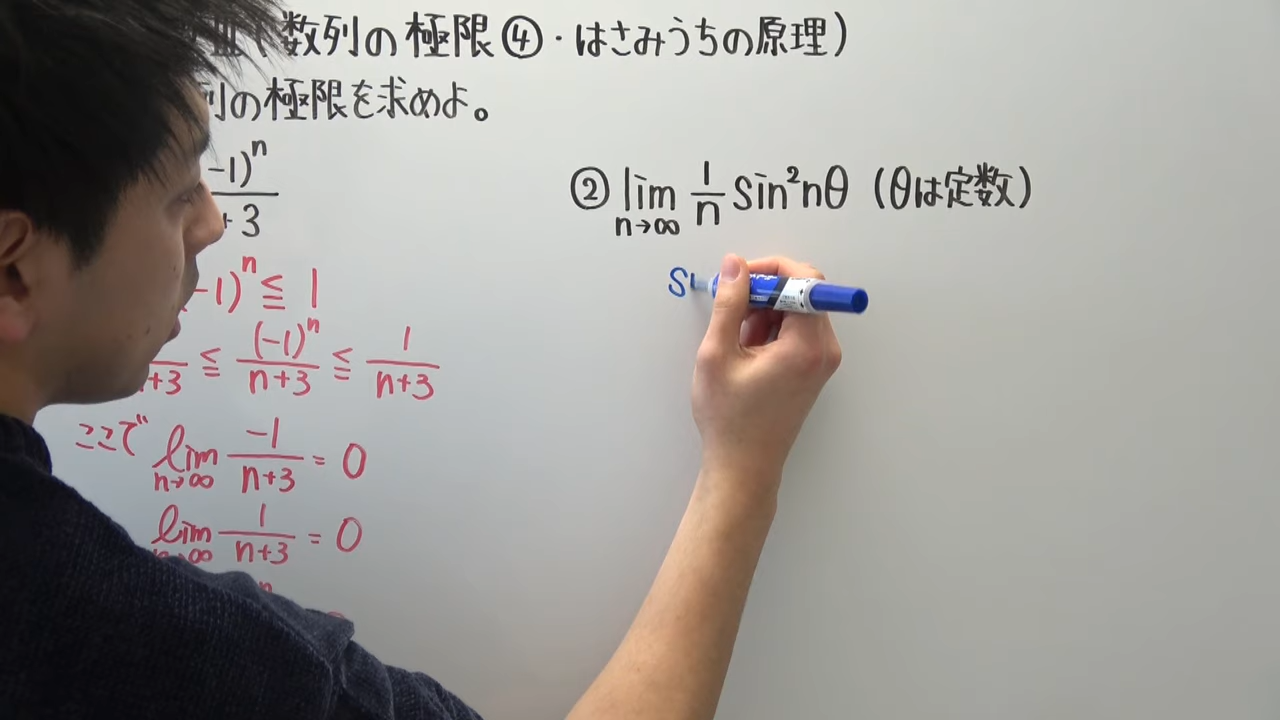 (数列の極限④・はさみうちの原理)
列の極限を求めよ。
-1)^n
+3
② lim 1/n sin²nθ (θは定数)
n→∞
-1)^n ≦ 1
n+3 ≦ (-1)^n/n+3 ≦ 1/n+3
ここで lim -1/n+3 = 0
n→∞
lim 1/n+3 = 0
n→∞
n
s